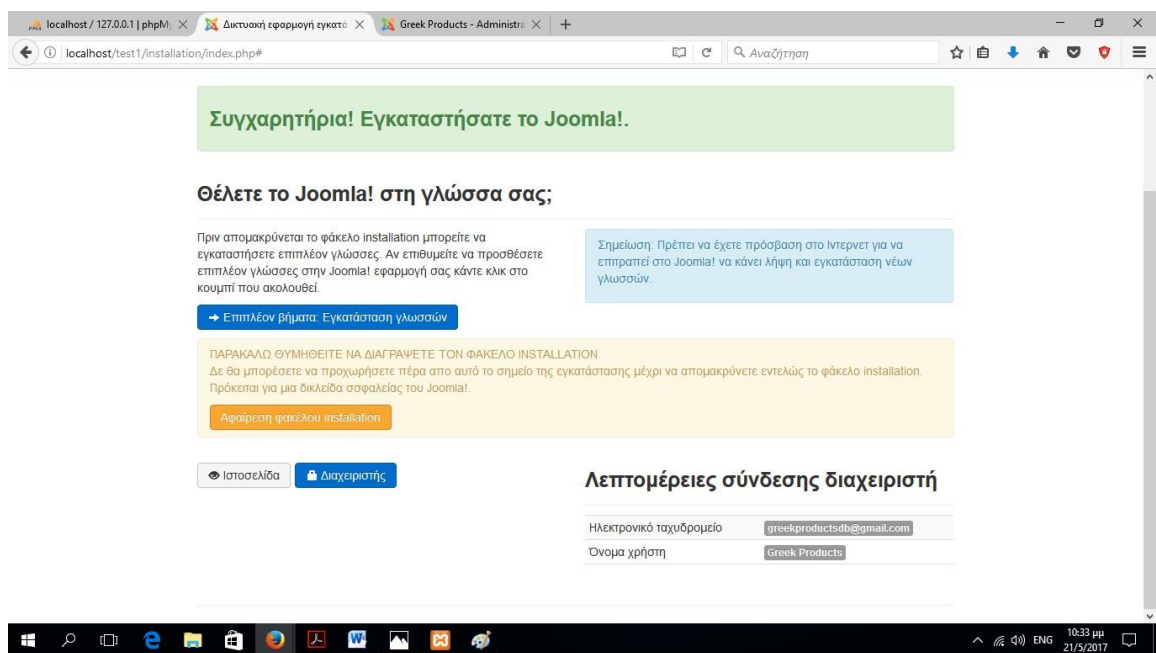 localhost / 127.0.0.1 | phpM
Δικτυακή εφαρμογή εγκατά
Greek Products - Administra
localhost/test1/installation/index.php#
Αναζήτηση
Συγχαρητήρια! Εγκαταστήσατε το Joomla!.
Θέλετε το Joomla! στη γλώσσα σας;
Πριν απομακρύνεται το φάκελο installation μπορείτε να
εγκαταστήσετε επιπλέον γλώσσες. Αν επιθυμείτε να προσθέσετε
επιπλέον γλώσσες στην Joomla! εφαρμογή σας κάντε κλικ στο
κουμπί που ακολουθεί.
Σημείωση: Πρέπει να έχετε πρόσβαση στο Ιντερνετ για να
επιτραπεί στο Joomla! να κάνει λήψη και εγκατάσταση νέων
γλωσσών.
Επιπλέον βήματα: Εγκατάσταση γλωσσών
ΠΑΡΑΚΑΛΩ ΘΥΜΗΘΕΙΤΕ ΝΑ ΔΙΑΓΡΑΨΕΤΕ ΤΟΝ ΦΑΚΕΛΟ INSTALLATION.
Δε θα μπορέσετε να προχωρήσετε πέρα απο αυτό το σημείο της εγκατάστασης μέχρι να απομακρύνετε εντελώς το φάκελο installation.
Πρόκειται για μια δικλείδα ασφαλείας του Joomla!.
Αφαίρεση φακέλου installation
Ιστοσελίδα
Διαχειριστής
Λεπτομέρειες σύνδεσης διαχειριστή
Ηλεκτρονικό ταχυδρομείο greekproductsdb@gmail.com
Όνομα χρήστη Greek Products
ENG
10:33 μμ
21/5/2017